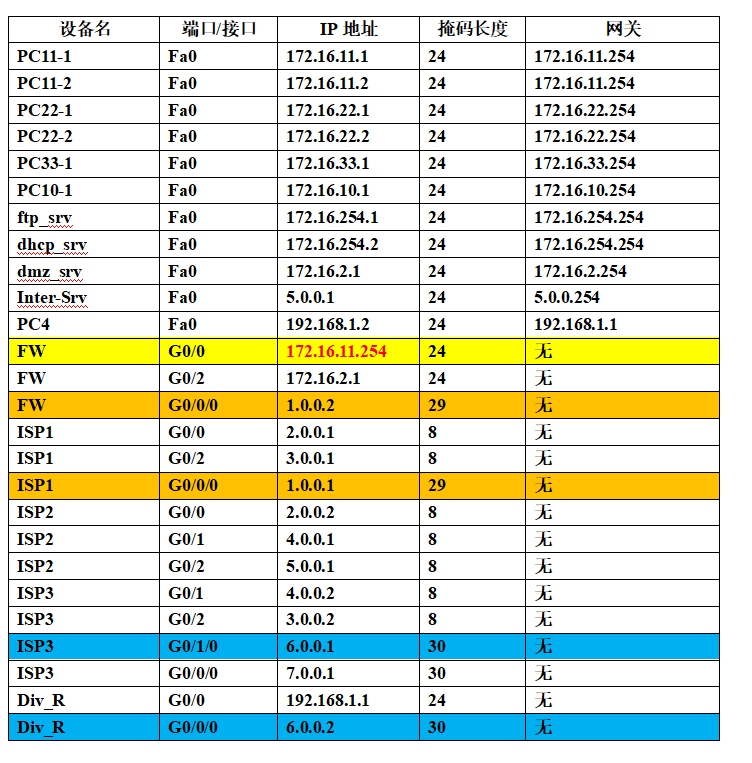 设备名 端口/接口 IP 地址 掩码长度 网关
PC11-1 Fa0 172.16.11.1 24 172.16.11.254
PC11-2 Fa0 172.16.11.2 24 172.16.11.254
PC22-1 Fa0 172.16.22.1 24 172.16.22.254
PC22-2 Fa0 172.16.22.2 24 172.16.22.254
PC33-1 Fa0 172.16.33.1 24 172.16.33.254
PC10-1 Fa0 172.16.10.1 24 172.16.10.254
ftp_srv Fa0 172.16.254.1 24 172.16.254.254
dhcp_srv Fa0 172.16.254.2 24 172.16.254.254
dmz_srv Fa0 172.16.2.1 24 172.16.2.254
Inter-Srv Fa0 5.0.0.1 24 5.0.0.254
PC4 Fa0 192.168.1.2 24 192.168.1.1
FW G0/0 172.16.11.254 24 无
FW G0/2 172.16.2.1 24 无
FW G0/0/0 1.0.0.2 29 无
ISP1 G0/0 2.0.0.1 8 无
ISP1 G0/2 3.0.0.1 8 无
ISP1 G0/0/0 1.0.0.1 29 无
ISP2 G0/0 2.0.0.2 8 无
ISP2 G0/1 4.0.0.1 8 无
ISP2 G0/2 5.0.0.1 8 无
ISP3 G0/1 4.0.0.2 8 无
ISP3 G0/2 3.0.0.2 8 无
ISP3 G0/1/0 6.0.0.1 30 无
ISP3 G0/0/0 7.0.0.1 30 无
Div_R G0/0 192.168.1.1 24 无
Div_R G0/0/0 6.0.0.2 30 无